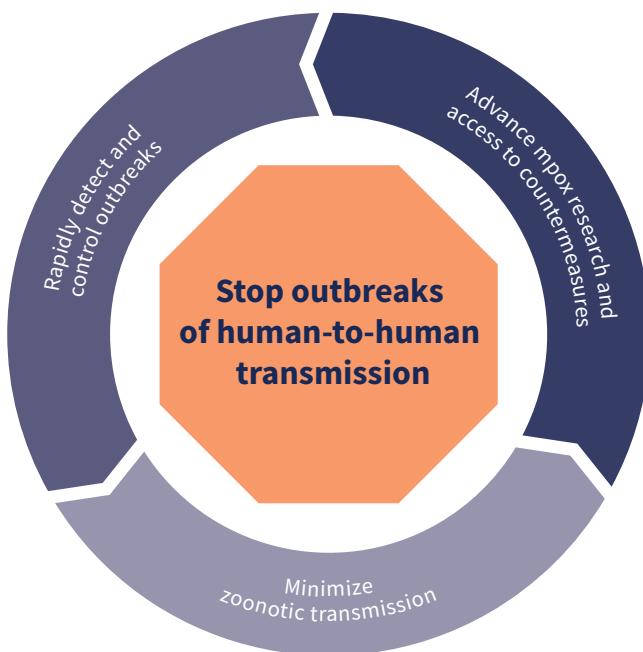 Rapidly detect and
control outbreaks
Advance mpox research and
access to countermeasures
Stop outbreaks
of human-to-human
transmission
Minimize
zoonotic transmission